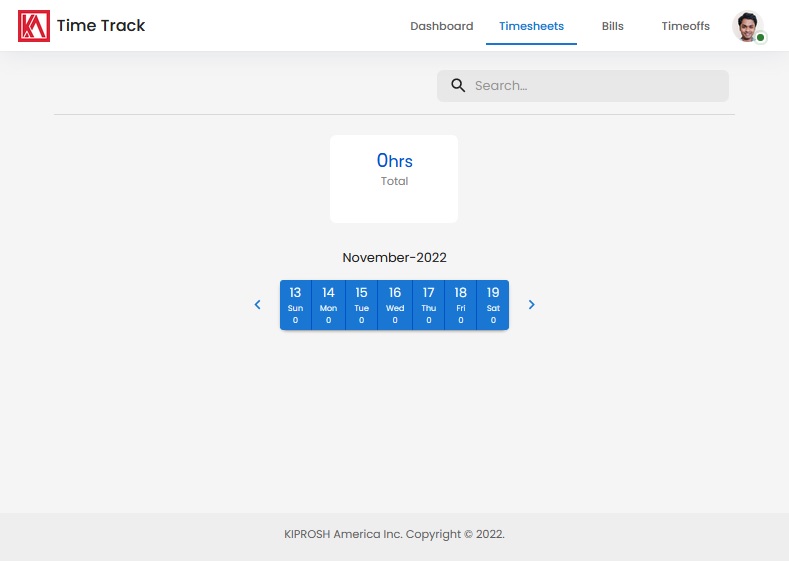 KA Time Track Dashboard Timesheets Bills Timeoffs
Search...
0hrs
Total
November-2022
13 14 15 16 17 18 19
Sun Mon Tue Wed Thu Fri Sat
0 0 0 0 0 0 0
KIPROSH America Inc. Copyright © 2022.